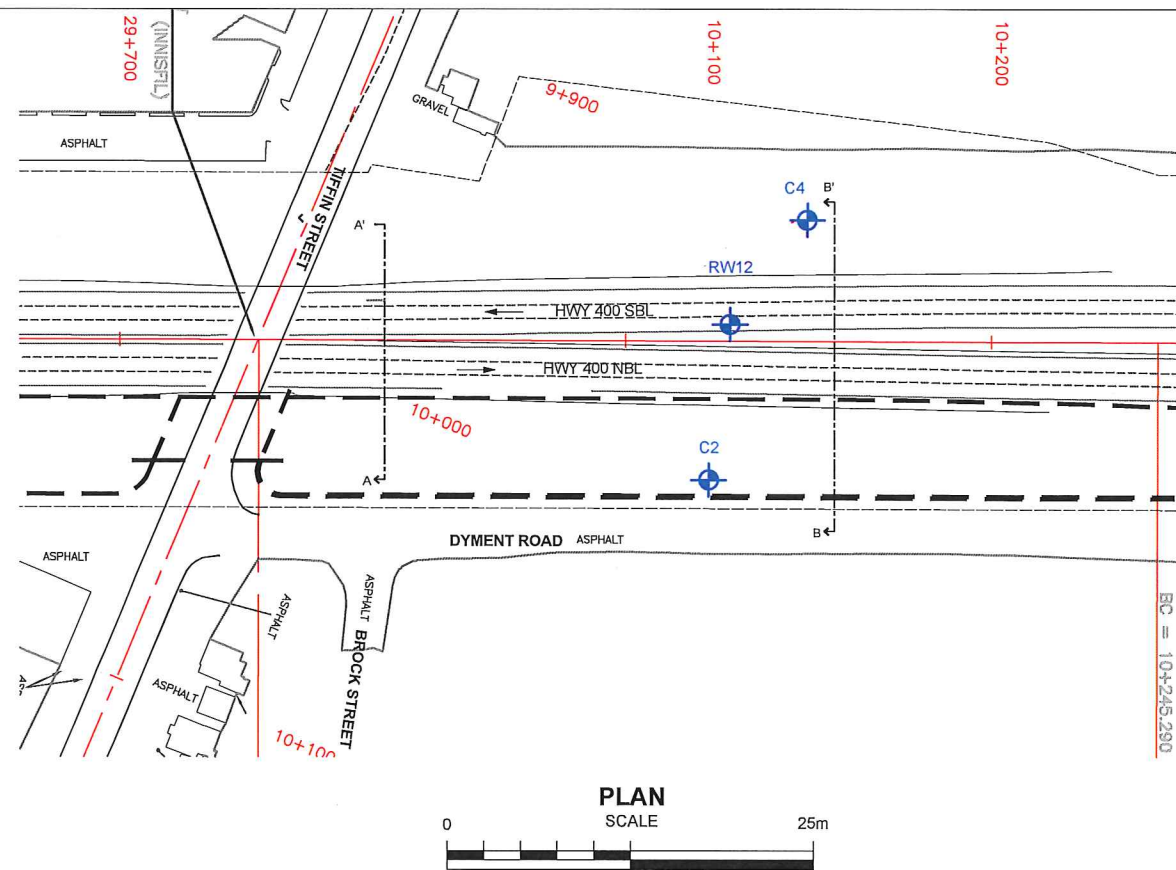 29+700
(INNISFIL)
10+100
10+200
9+900
GRAVEL
ASPHALT
TIFFIN STREET
C4
B'
A'
RW12
HWY 400 SBL
HWY 400 NBL
10+000
C2
A
B
DYMENT ROAD ASPHALT
ASPHALT
ASPHALT
ASPHALT
BROCK STREET
ASPHALT
10+100
BC = 10+245.290
PLAN
SCALE
0 25m